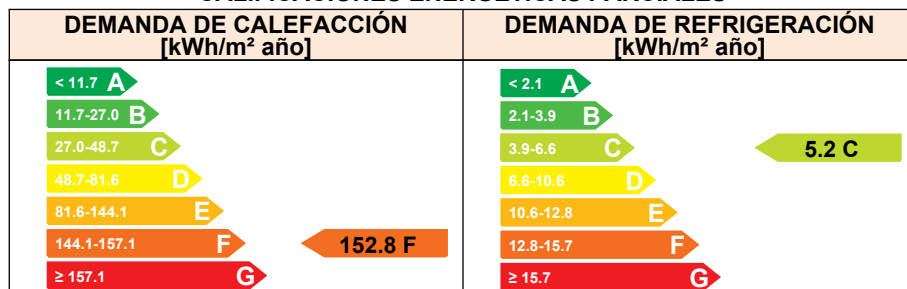 DEMANDA DE CALEFACCIÓN
[kWh/m² año]
< 11.7 A
11.7-27.0 B
27.0-48.7 C
48.7-81.6 D
81.6-144.1 E
144.1-157.1 F
152.8 F
≥ 157.1 G
DEMANDA DE REFRIGERACIÓN
[kWh/m² año]
< 2.1 A
2.1-3.9 B
3.9-6.6 C
5.2 C
6.6-10.6 D
10.6-12.8 E
12.8-15.7 F
≥ 15.7 G